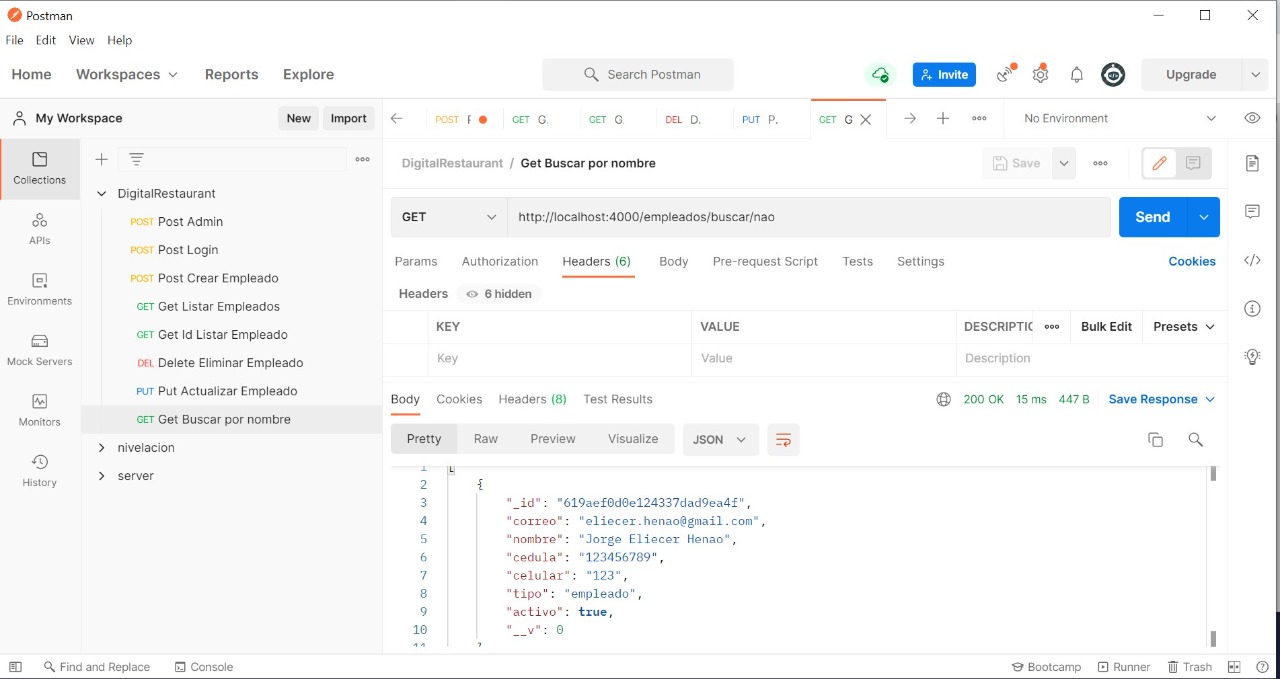 Postman
File Edit View Help
Home Workspaces Reports Explore
Search Postman
Invite
Upgrade
My Workspace
New Import
POST
GET G.
GET G.
DEL D.
PUT P.
GET G
No Environment
Collections
APIs
Environments
Mock Servers
Monitors
History
DigitalRestaurant
POST Post Admin
POST Post Login
POST Post Crear Empleado
GET Get Listar Empleados
GET Get Id Listar Empleado
DEL Delete Eliminar Empleado
PUT Put Actualizar Empleado
GET Get Buscar por nombre
nivelacion
server
DigitalRestaurant / Get Buscar por nombre
Save
GET http://localhost:4000/empleados/buscar/nao
Send
Params Authorization Headers (6) Body Pre-request Script Tests Settings Cookies
Headers 6 hidden
KEY VALUE DESCRIPTIC Bulk Edit Presets
Key Value Description
Body Cookies Headers (8) Test Results 200 OK 15 ms 447 B Save Response
Pretty Raw Preview Visualize JSON
1 [
2 {
3 "_id": "619aef0d0e124337dad9ea4f",
4 "correo": "eliecer.henao@gmail.com",
5 "nombre": "Jorge Eliecer Henao",
6 "cedula": "123456789",
7 "celular": "123",
8 "tipo": "empleado",
9 "activo": true,
10 "__v": 0
Find and Replace Console
Bootcamp Runner Trash